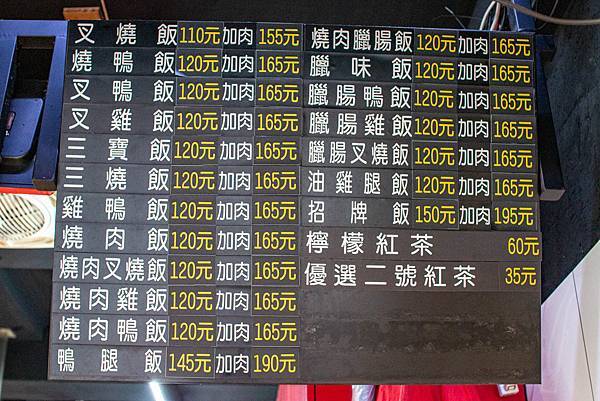 叉燒飯 110元 加肉 155元
燒鴨飯 120元 加肉 165元
叉鴨飯 120元 加肉 165元
叉雞飯 120元 加肉 165元
三寶飯 120元 加肉 165元
三燒飯 120元 加肉 165元
雞鴨飯 120元 加肉 165元
燒肉飯 120元 加肉 165元
燒肉叉燒飯 120元 加肉 165元
燒肉雞飯 120元 加肉 165元
燒肉鴨飯 120元 加肉 165元
鴨腿飯 145元 加肉 190元
燒肉臘腸飯 120元 加肉 165元
臘味飯 120元 加肉 165元
臘腸鴨飯 120元 加肉 165元
臘腸雞飯 120元 加肉 165元
臘腸叉燒飯 120元 加肉 165元
油雞腿飯 120元 加肉 165元
招牌飯 150元 加肉 195元
檸檬紅茶 60元
優選二號紅茶 35元